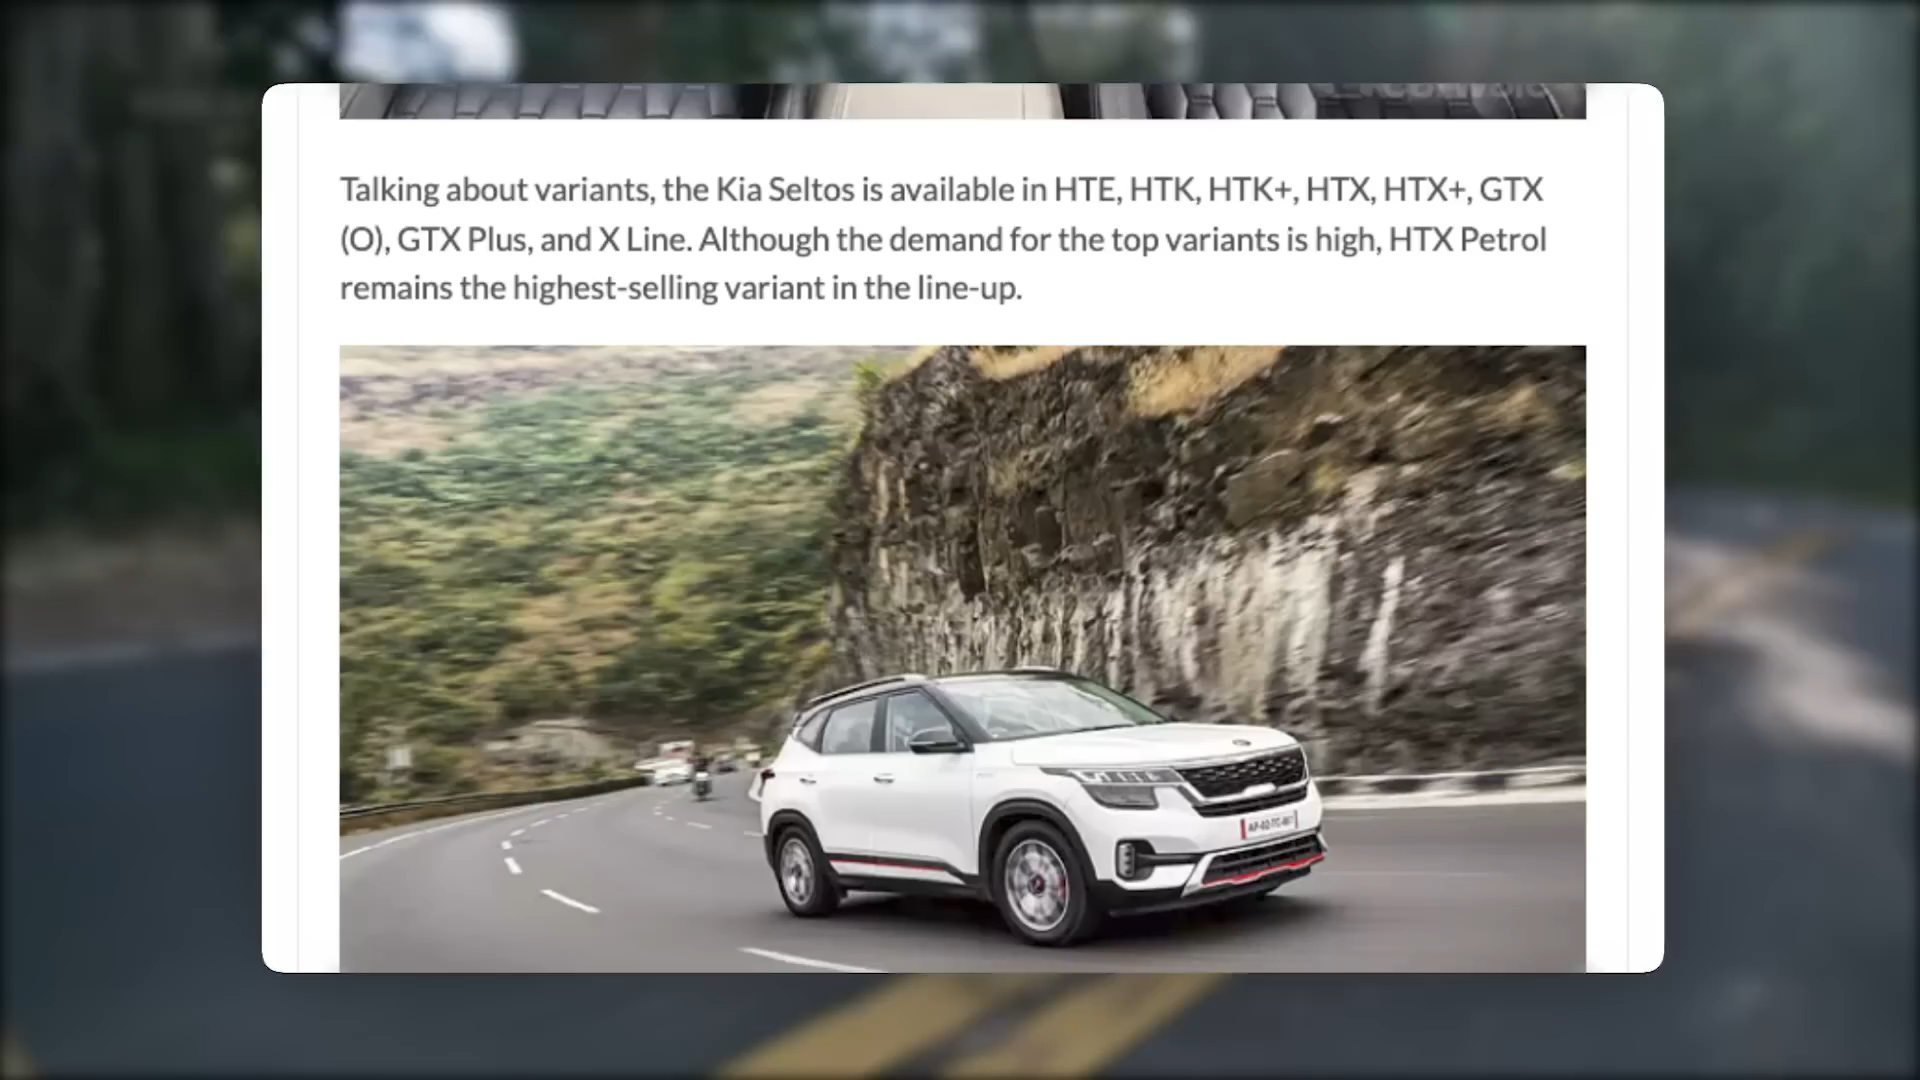 Talking about variants, the Kia Seltos is available in HTE, HTK, HTK+, HTX, HTX+, GTX
(O), GTX Plus, and X Line. Although the demand for the top variants is high, HTX Petrol
remains the highest-selling variant in the line-up.